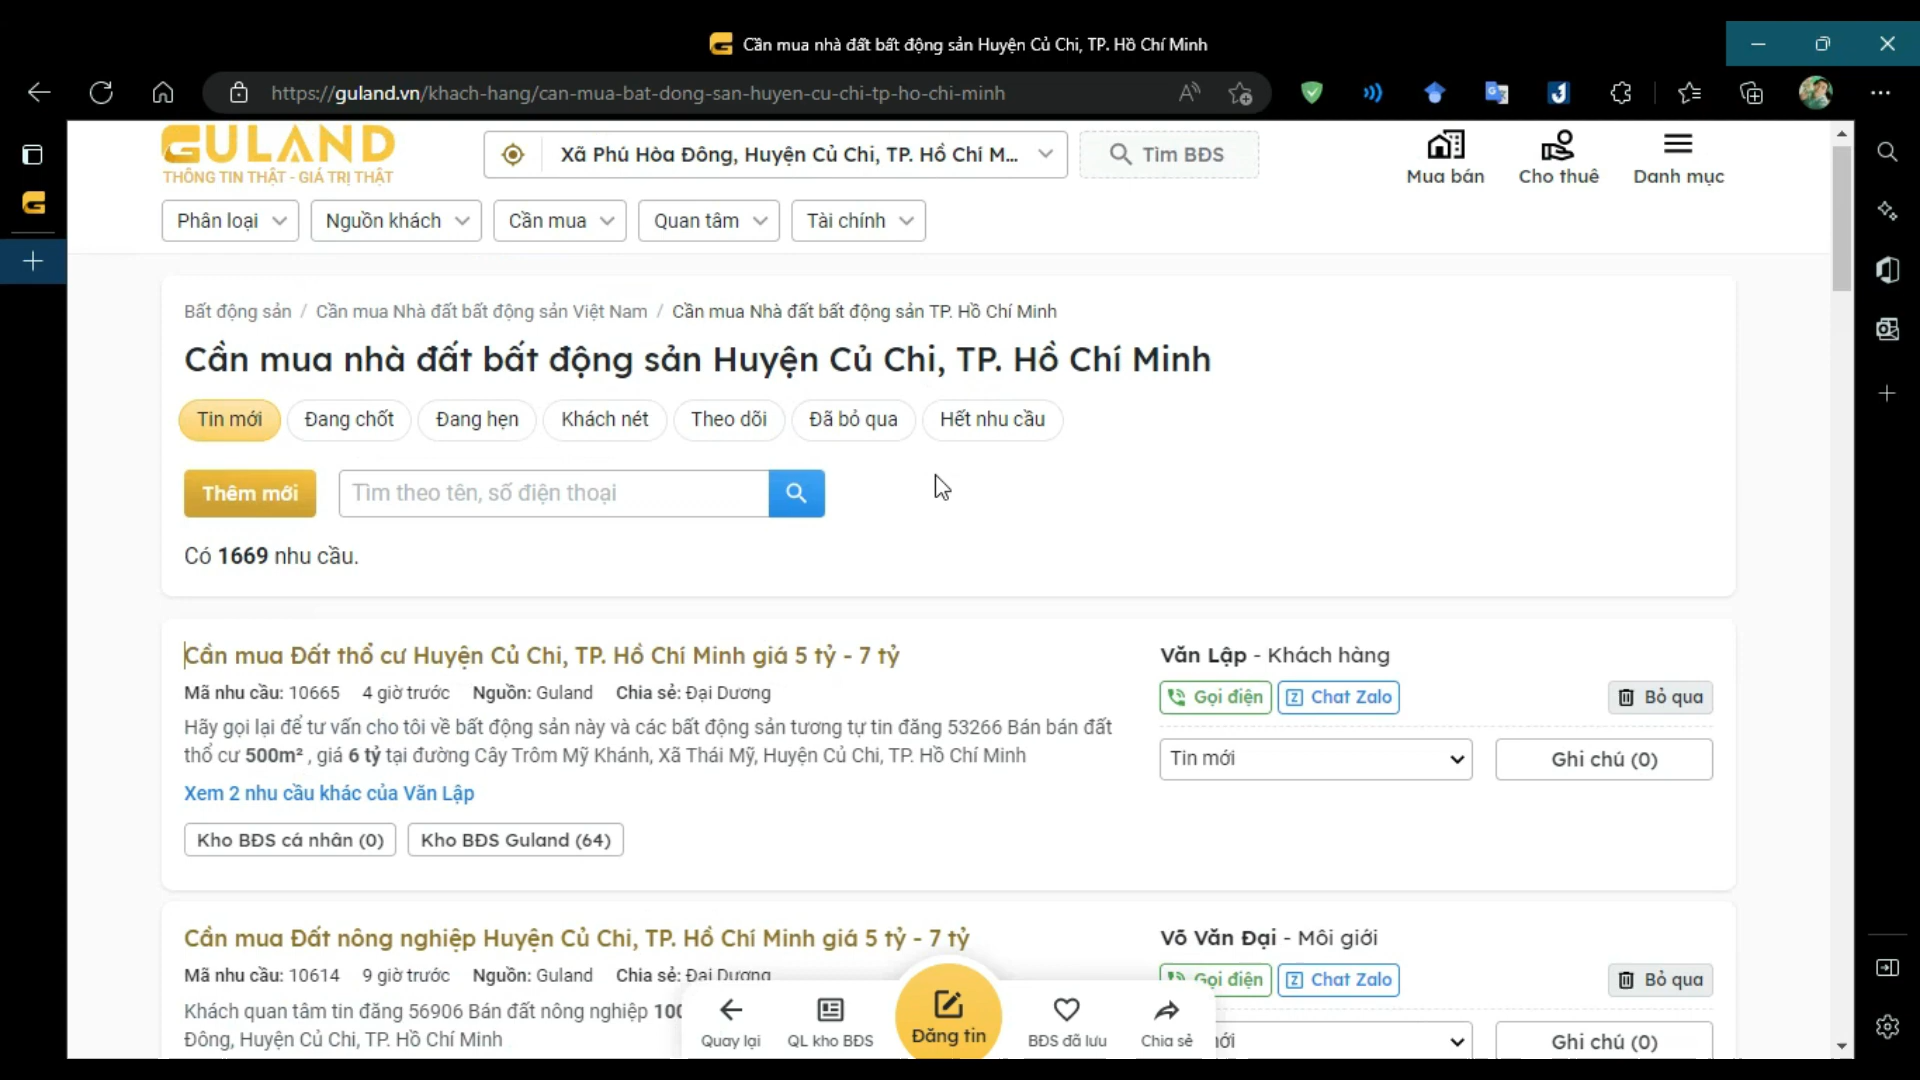 Cần mua nhà đất bất động sản Huyện Củ Chi, TP. Hồ Chí Minh
https://guland.vn/khach-hang/can-mua-bat-dong-san-huyen-cu-chi-tp-ho-chi-minh
GULAND
THÔNG TIN THẬT - GIÁ TRỊ THẬT
Xã Phú Hòa Đông, Huyện Củ Chi, TP. Hồ Chí M...
Tìm BĐS
Mua bán
Cho thuê
Danh mục
Phân loại
Nguồn khách
Cần mua
Quan tâm
Tài chính
Bất động sản / Cần mua Nhà đất bất động sản Việt Nam / Cần mua Nhà đất bất động sản TP. Hồ Chí Minh
Cần mua nhà đất bất động sản Huyện Củ Chi, TP. Hồ Chí Minh
Tin mới
Đang chốt
Đang hẹn
Khách nét
Theo dõi
Đã bỏ qua
Hết nhu cầu
Thêm mới
Tìm theo tên, số điện thoại
Có 1669 nhu cầu.
Cần mua Đất thổ cư Huyện Củ Chi, TP. Hồ Chí Minh giá 5 tỷ - 7 tỷ
Mã nhu cầu: 10665 4 giờ trước Nguồn: Guland Chia sẻ: Đại Dương
Hãy gọi lại để tư vấn cho tôi về bất động sản này và các bất động sản tương tự tin đăng 53266 Bán bán đất
thổ cư 500m² , giá 6 tỷ tại đường Cây Trôm Mỹ Khánh, Xã Thái Mỹ, Huyện Củ Chi, TP. Hồ Chí Minh
Xem 2 nhu cầu khác của Văn Lập
Kho BĐS cá nhân (0)
Kho BĐS Guland (64)
Văn Lập - Khách hàng
Gọi điện
Chat Zalo
Bỏ qua
Tin mới
Ghi chú (0)
Cần mua Đất nông nghiệp Huyện Củ Chi, TP. Hồ Chí Minh giá 5 tỷ - 7 tỷ
Mã nhu cầu: 10614 9 giờ trước Nguồn: Guland Chia sẻ: Đại Dương
Khách quan tâm tin đăng 56906 Bán đất nông nghiệp
Đông, Huyện Củ Chi, TP. Hồ Chí Minh
Võ Văn Đại - Môi giới
Gọi điện
Chat Zalo
Bỏ qua
Ghi chú (0)
Quay lại
QL kho BĐS
Đăng tin
BĐS đã lưu
Chia sẻ